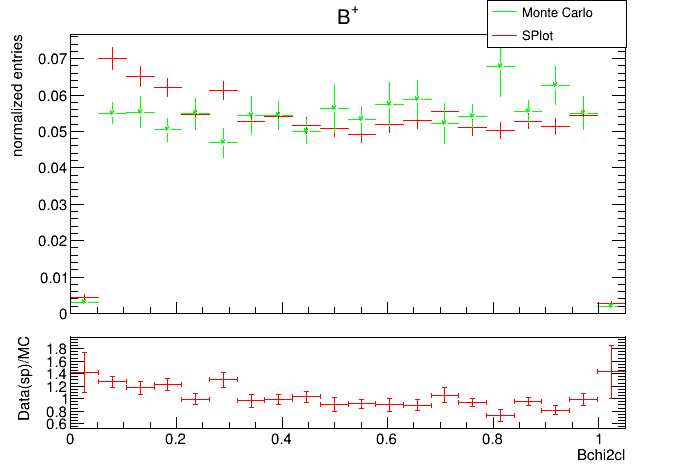 B+
Monte Carlo
SPlot
normalized entries
0.07
0.06
0.05
0.04
0.03
0.02
0.01
0
Data(sp)/MC
1.8
1.6
1.4
1.2
1
0.8
0.6
0 0.2 0.4 0.6 0.8 1
Bchi2cl